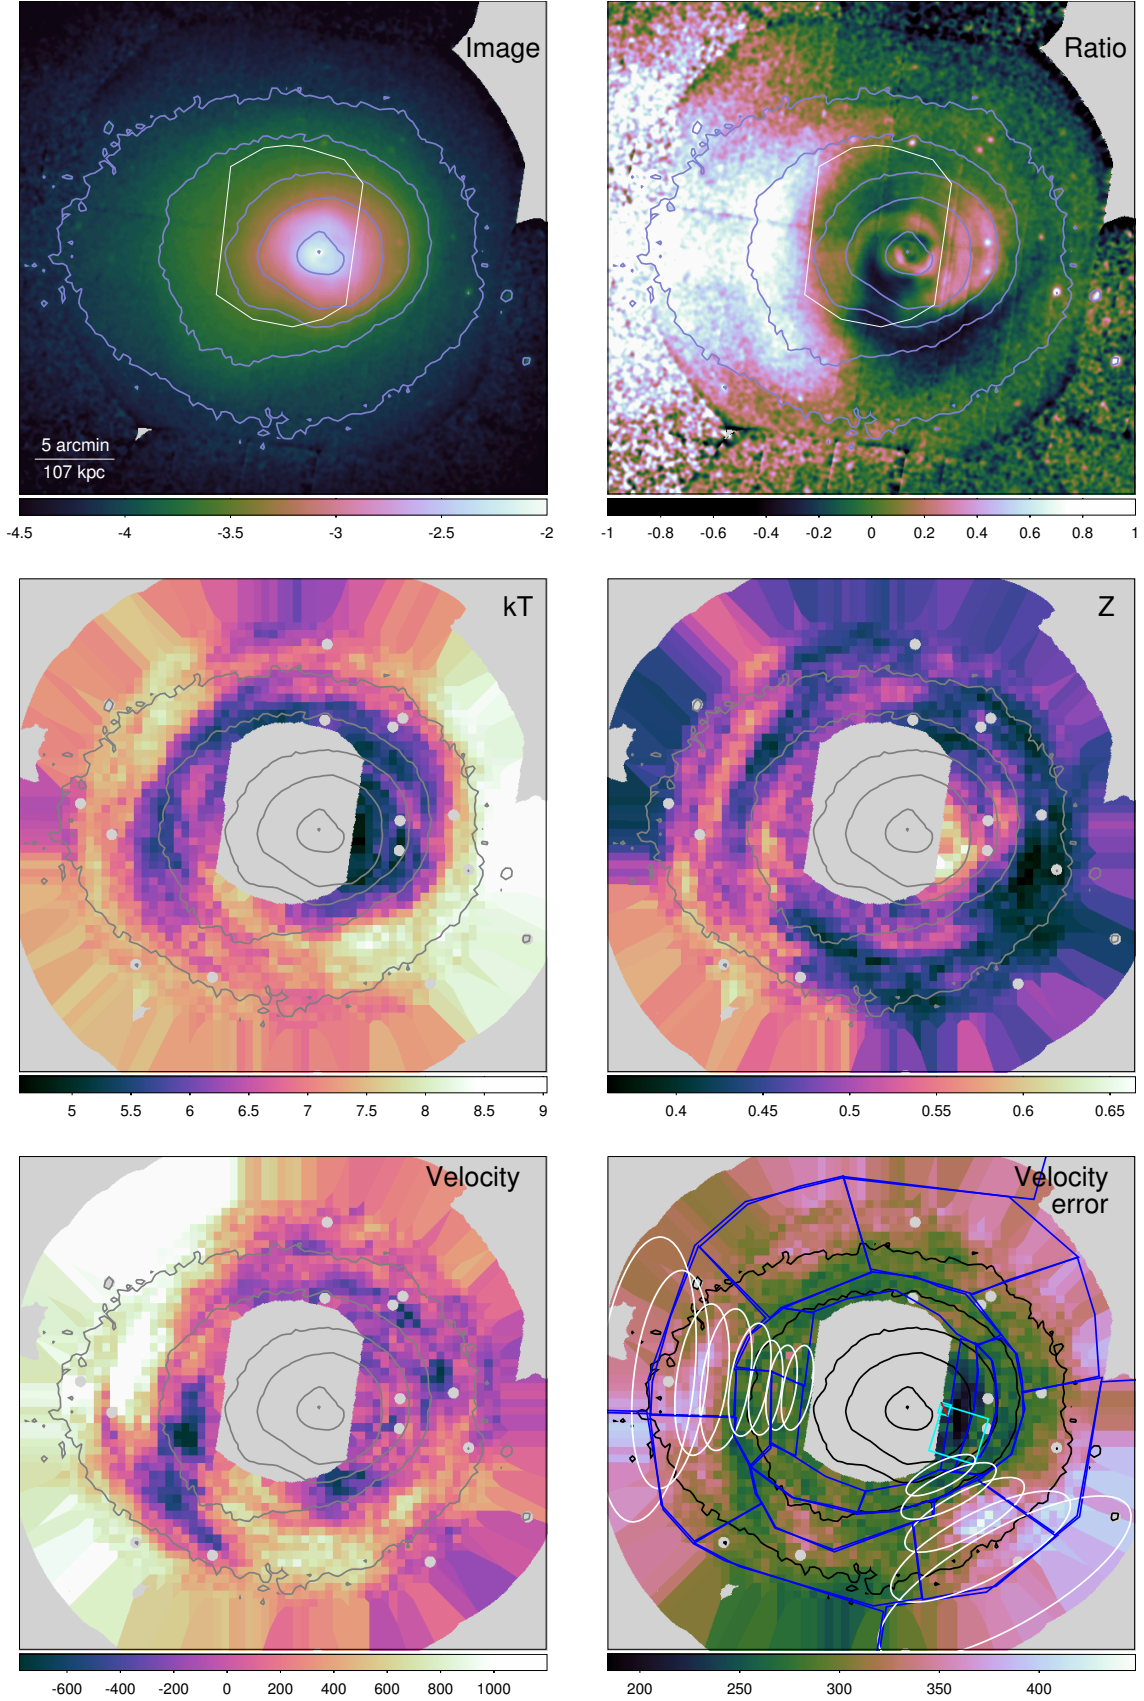 Image
5 arcmin
107 kpc
-4.5 -4 -3.5 -3 -2.5 -2
Ratio
-1 -0.8 -0.6 -0.4 -0.2 0 0.2 0.4 0.6 0.8 1
kT
5 5.5 6 6.5 7 7.5 8 8.5 9
Z
0.4 0.45 0.5 0.55 0.6 0.65
Velocity
-600 -400 -200 0 200 400 600 800 1000
Velocity
error
200 250 300 350 400